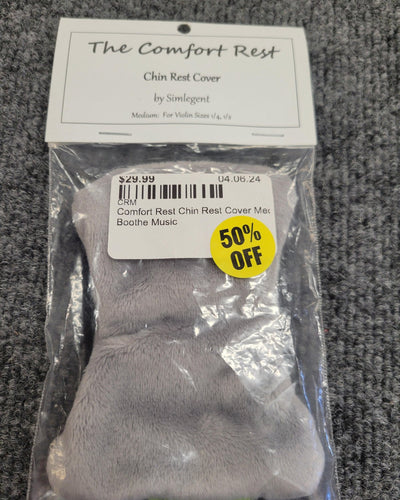 The Comfort Rest
Chin Rest Cover
by Simlegent
Medium: For Violin Sizes 1/4, 1/2
$29.99 04.06.24
CRM
Comfort Rest Chin Rest Cover Med
Boothe Music
50%
OFF